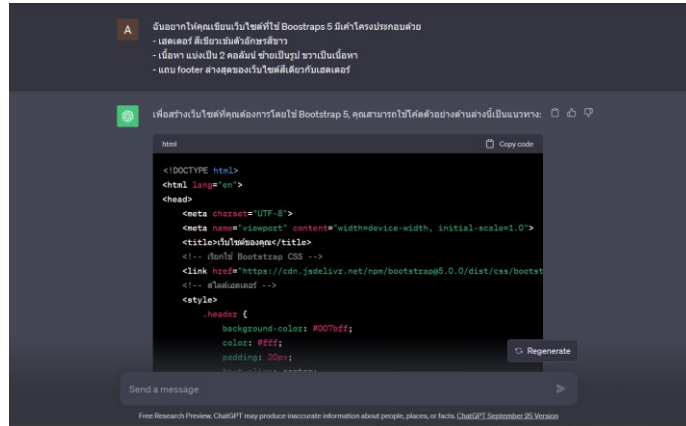 A
ฉันอยากให้คุณเขียนเว็บไซต์ที่ใช้ Boostraps 5 มีเค้าโครงประกอบด้วย
- เฮดเดอร์ สีเขียวเข้มตัวอักษรสีขาว
- เนื้อหา แบ่งเป็น 2 คอลัมน์ ซ้ายเป็นรูป ขวาเป็นเนื้อหา
- แถบ footer ล่างสุดของเว็บไซต์สีเดียวกับเฮดเดอร์
เพื่อสร้างเว็บไซต์ที่คุณต้องการโดยใช้ Bootstrap 5, คุณสามารถใช้โค้ดตัวอย่างด้านล่างนี้เป็นแนวทาง:
html Copy code
<!DOCTYPE html>
<html lang="en">
<head>
<meta charset="UTF-8">
<meta name="viewport" content="width=device-width, initial-scale=1.0">
<title>เว็บไซต์ของคุณ</title>
<!-- เรียกใช้ Bootstrap CSS -->
<link href="https://cdn.jsdelivr.net/npm/bootstrap@5.0.0/dist/css/bootst
<!-- สไตล์เฮดเดอร์ -->
<style>
.header {
background-color: #007bff;
color: #fff;
padding: 20px;
Regenerate
Send a message
Free Research Preview. ChatGPT may produce inaccurate information about people, places, or facts. ChatGPT September 25 Version